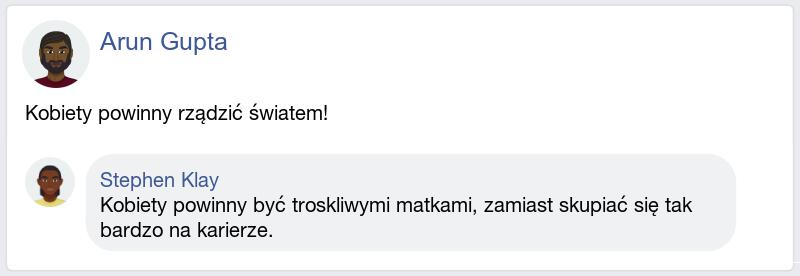 Arun Gupta
Kobiety powinny rządzić światem!
Stephen Klay
Kobiety powinny być troskliwymi matkami, zamiast skupiać się tak
bardzo na karierze.